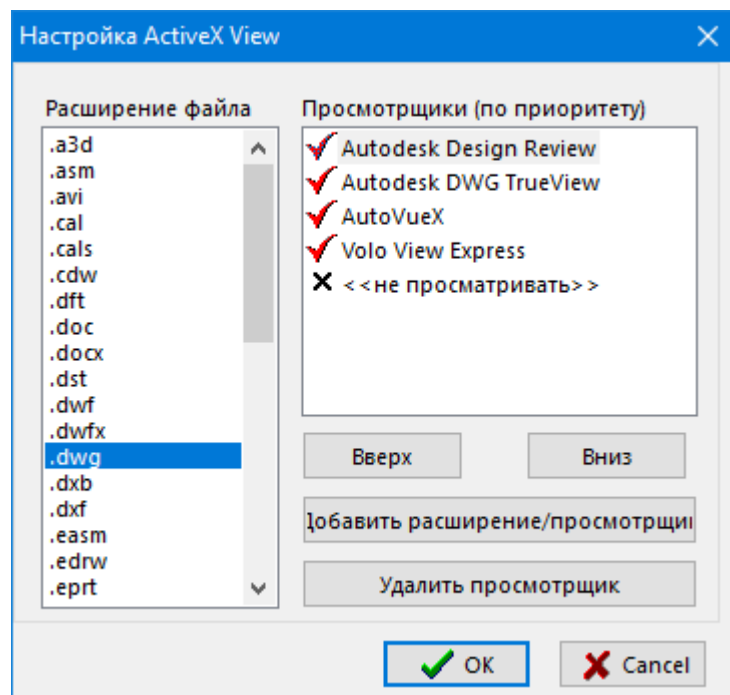 Настройка ActiveX View
Расширение файла
.a3d
.asm
.avi
.cal
.cals
.cdw
.dft
.doc
.docx
.dst
.dwf
.dwfx
.dwg
.dxb
.dxf
.easm
.edrw
.eprt
Просмотрщики (по приоритету)
Autodesk Design Review
Autodesk DWG TrueView
AutoVueX
Volo View Express
<<не просматривать>>
Вверх
Вниз
Добавить расширение/просмотрщи
Удалить просмотрщик
OK
Cancel